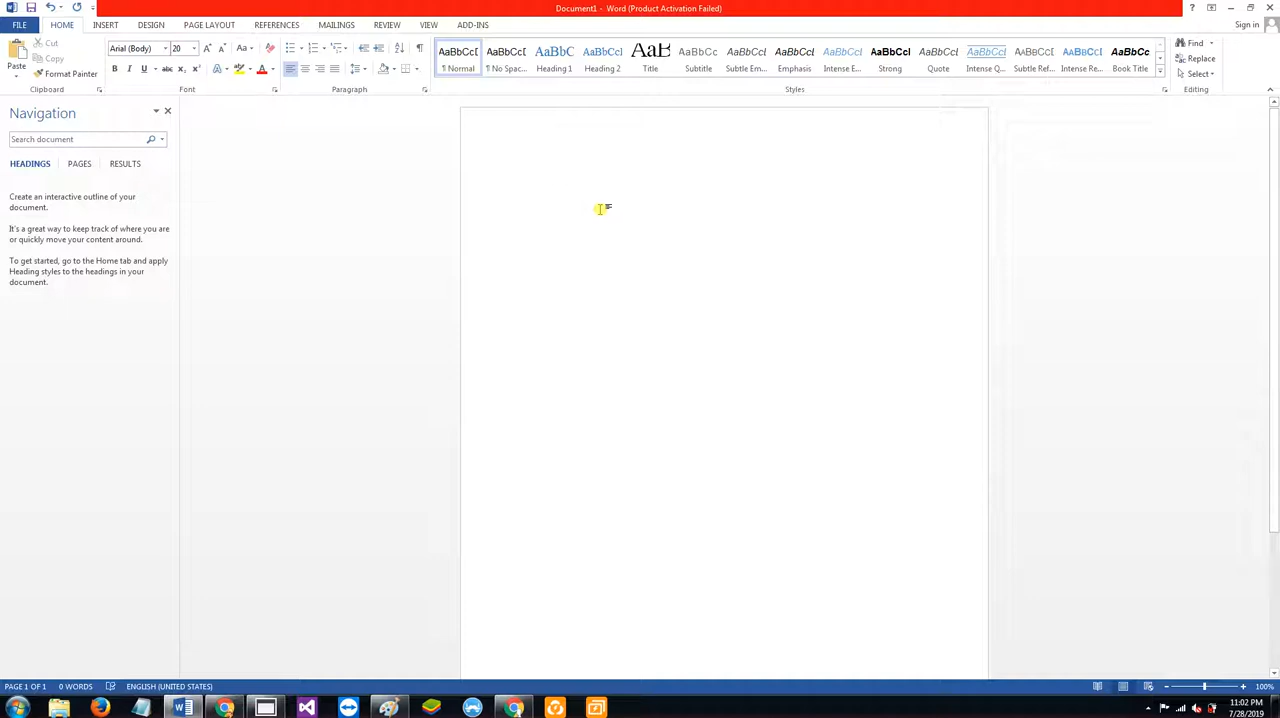 Document1 - Word (Product Activation Failed)
Sign in
FILE HOME INSERT DESIGN PAGE LAYOUT REFERENCES MAILINGS REVIEW VIEW ADD-INS
Paste
Cut
Copy
Format Painter
Clipboard
Arial (Body) 20
Font
Paragraph
AaBbCcI AaBbCcI AaBbC AaBbCcI AaB AaBbCc AaBbCcI AaBbCcI AaBbCcI AaBbCcI AaBbCcI AaBbCcI AaBbCcI AaBbCcI AaBbCc
¶ Normal ¶ No Spac... Heading 1 Heading 2 Title Subtitle Subtle Em... Emphasis Intense E... Strong Quote Intense Q... Subtle Ref... Intense Re... Book Title
Styles
Find
Replace
Select
Editing
Navigation
Search document
HEADINGS PAGES RESULTS
Create an interactive outline of your
document.
It's a great way to keep track of where you are
or quickly move your content around.
To get started, go to the Home tab and apply
Heading styles to the headings in your
document.
PAGE 1 OF 1 0 WORDS ENGLISH (UNITED STATES) 100%
11:02 PM
7/28/2019